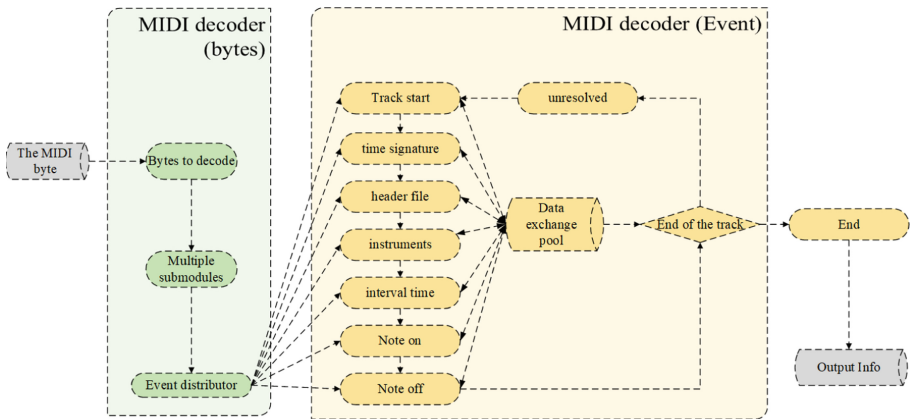 MIDI decoder
(bytes)
MIDI decoder (Event)
The MIDI
byte
Bytes to decode
Multiple
submodules
Event distributor
Track start
unresolved
time signature
header file
instruments
interval time
Note on
Note off
Data
exchange
pool
End of the track
End
Output Info